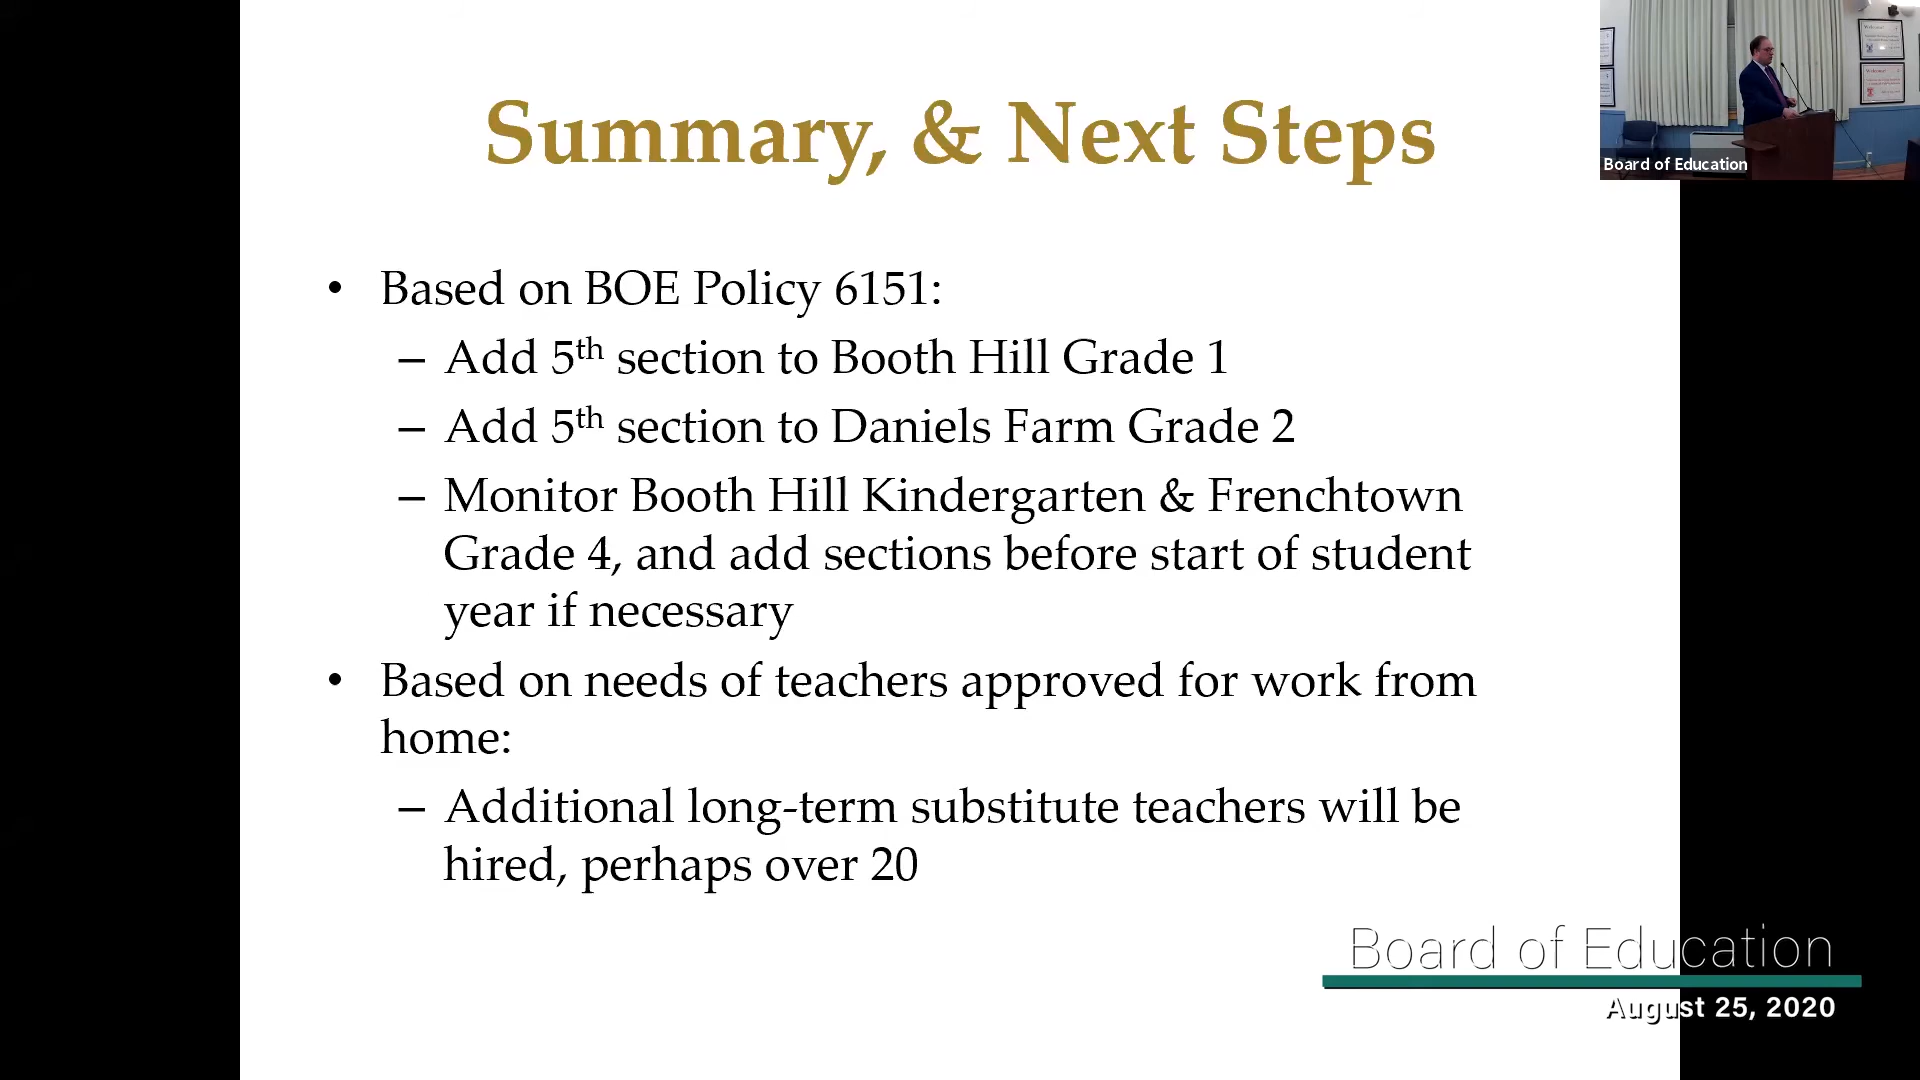 Summary, & Next Steps
• Based on BOE Policy 6151:
– Add 5th section to Booth Hill Grade 1
– Add 5th section to Daniels Farm Grade 2
– Monitor Booth Hill Kindergarten & Frenchtown
Grade 4, and add sections before start of student
year if necessary
• Based on needs of teachers approved for work from
home:
– Additional long-term substitute teachers will be
hired, perhaps over 20
Board of Education
Welcome!
Welcome!
Board of Education
August 25, 2020